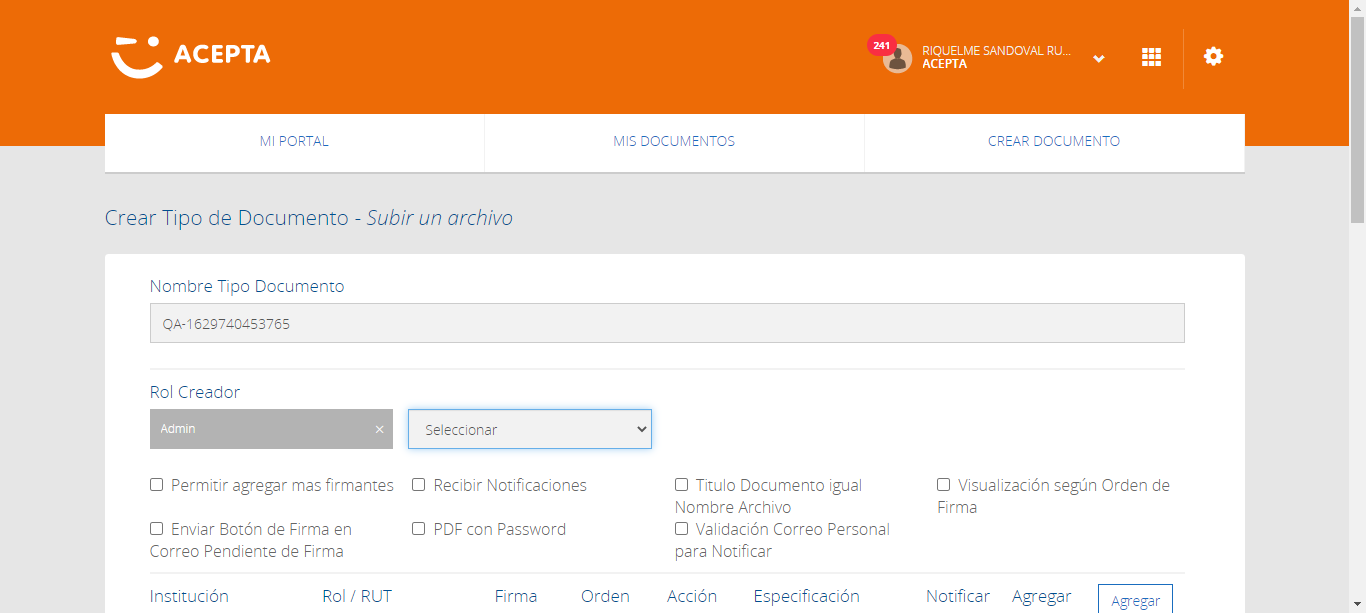 ACEPTA
241
RIQUELME SANDOVAL RU...
ACEPTA
MI PORTAL
MIS DOCUMENTOS
CREAR DOCUMENTO
Crear Tipo de Documento - Subir un archivo
Nombre Tipo Documento
QA-1629740453765
Rol Creador
Admin ×
Seleccionar
Permitir agregar mas firmantes
Recibir Notificaciones
Titulo Documento igual
Nombre Archivo
Visualización según Orden de
Firma
Enviar Botón de Firma en
Correo Pendiente de Firma
PDF con Password
Validación Correo Personal
para Notificar
Institución Rol / RUT Firma Orden Acción Especificación Notificar Agregar Agregar